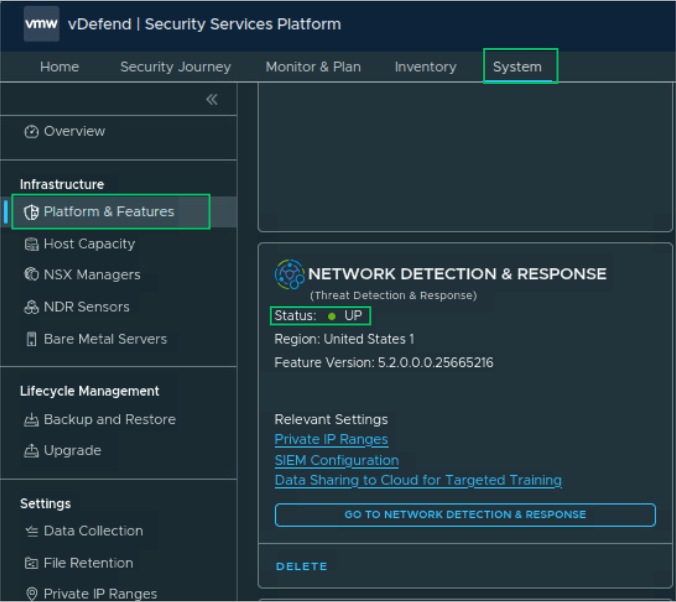 vmw vDefend | Security Services Platform
Home Security Journey Monitor & Plan Inventory System
Overview
Infrastructure
Platform & Features
Host Capacity
NSX Managers
NDR Sensors
Bare Metal Servers
Lifecycle Management
Backup and Restore
Upgrade
Settings
Data Collection
File Retention
Private IP Ranges
NETWORK DETECTION & RESPONSE
(Threat Detection & Response)
Status: UP
Region: United States 1
Feature Version: 5.2.0.0.0.25665216
Relevant Settings
Private IP Ranges
SIEM Configuration
Data Sharing to Cloud for Targeted Training
GO TO NETWORK DETECTION & RESPONSE
DELETE